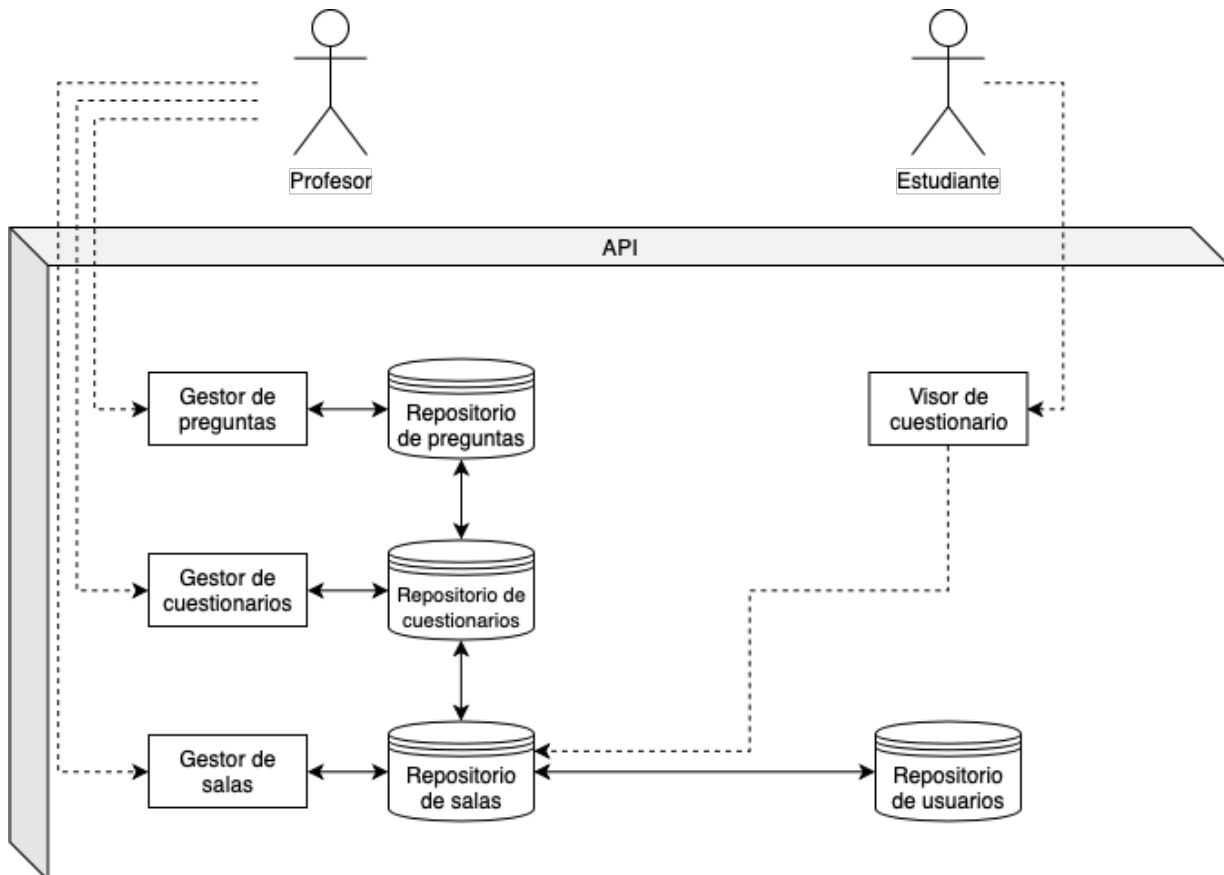 Profesor
Estudiante
API
Gestor de
preguntas
Repositorio
de preguntas
Visor de
cuestionario
Gestor de
cuestionarios
Repositorio de
cuestionarios
Gestor de
salas
Repositorio
de salas
Repositorio
de usuarios